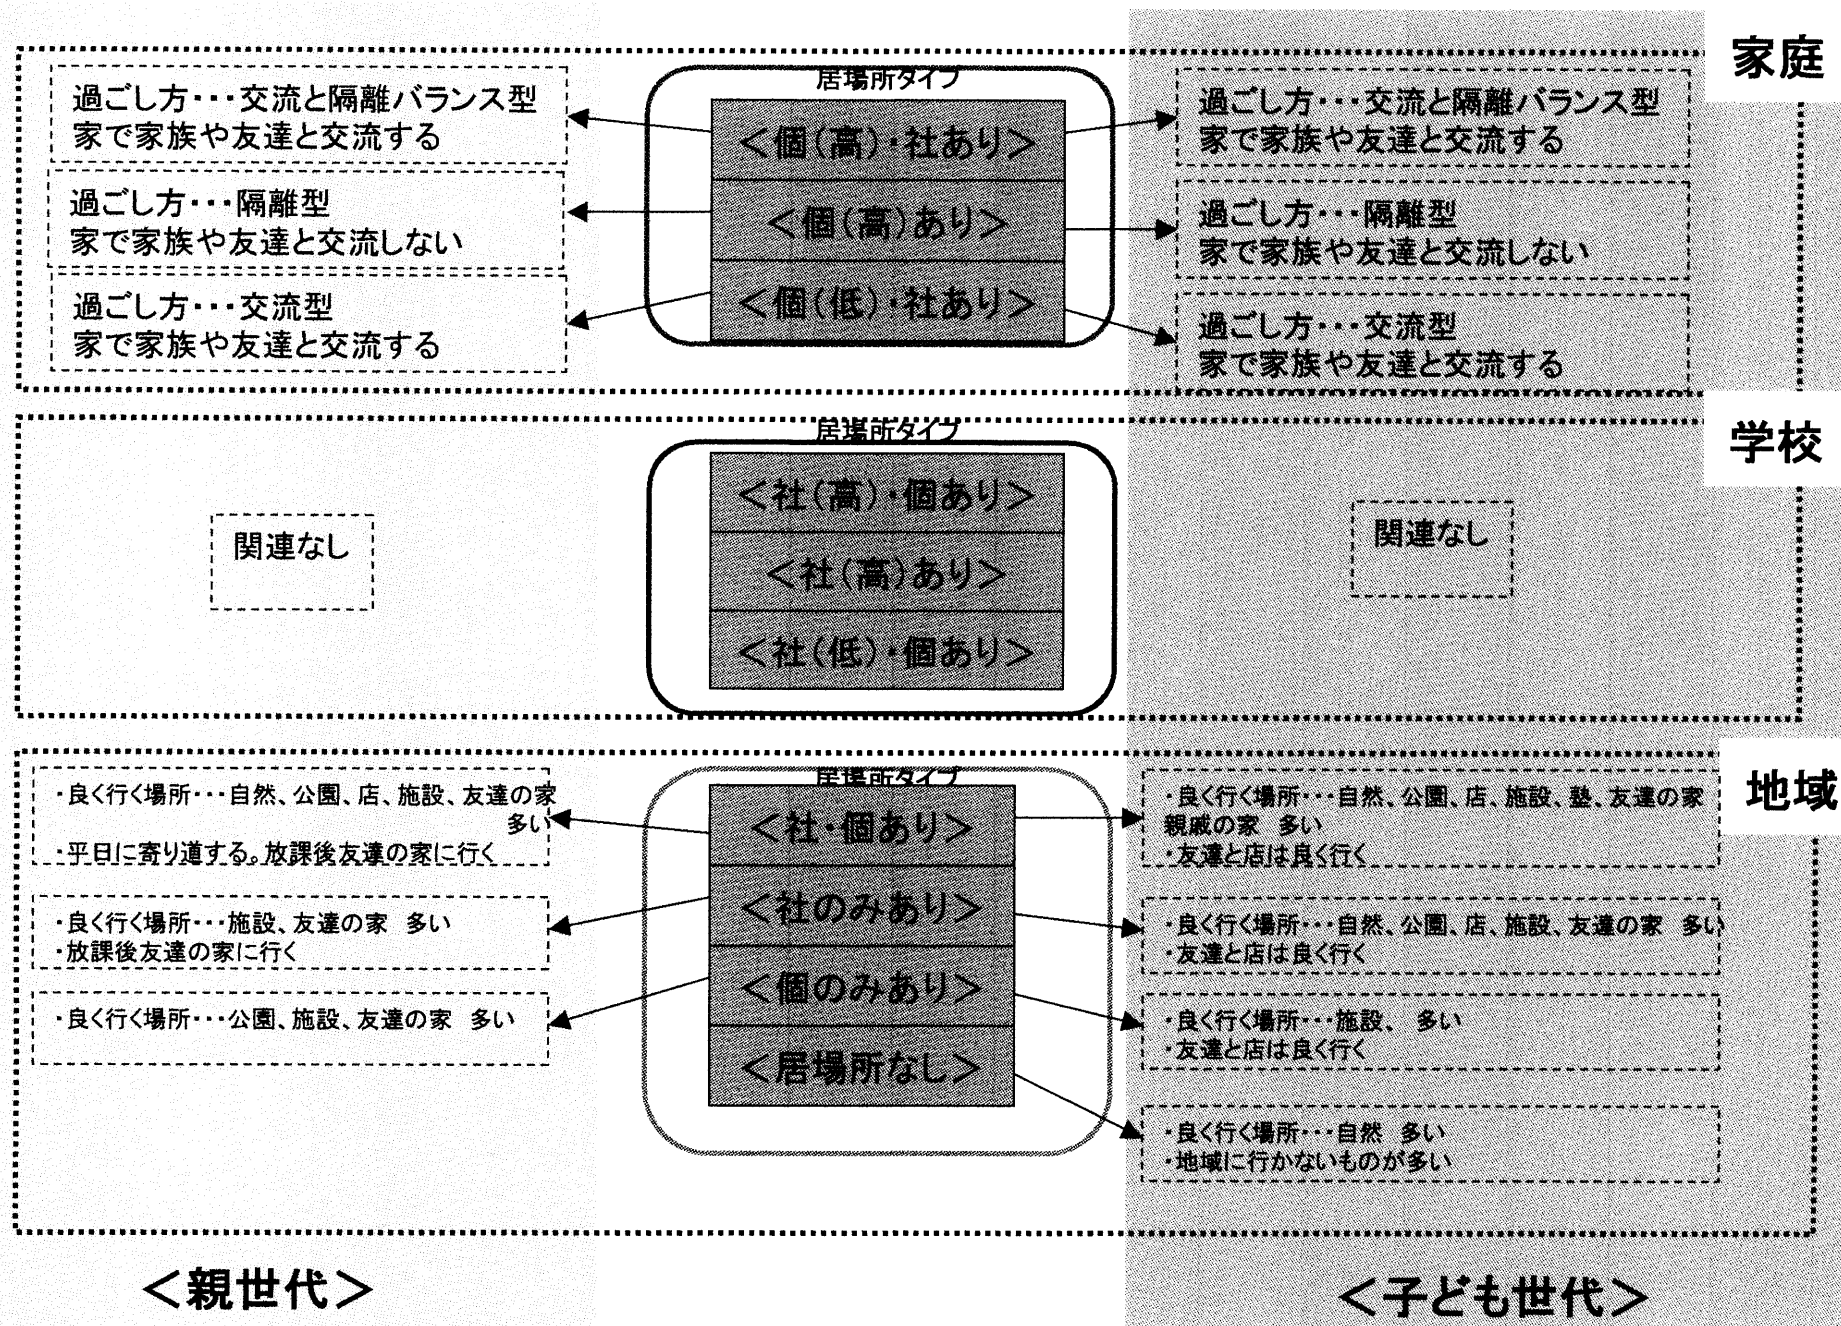 家庭
居場所タイプ
過ごし方・・・交流と隔離バランス型
家で家族や友達と交流する
過ごし方・・・隔離型
家で家族や友達と交流しない
過ごし方・・・交流型
家で家族や友達と交流する
＜個(高)・社あり＞
＜個(高)あり＞
＜個(低)・社あり＞
過ごし方・・・交流と隔離バランス型
家で家族や友達と交流する
過ごし方・・・隔離型
家で家族や友達と交流しない
過ごし方・・・交流型
家で家族や友達と交流する
学校
居場所タイプ
関連なし
＜社(高)・個あり＞
＜社(高)あり＞
＜社(低)・個あり＞
関連なし
地域
居場所タイプ
・良く行く場所・・・自然、公園、店、施設、友達の家
多い
・平日に寄り道する。放課後友達の家に行く
・良く行く場所・・・施設、友達の家 多い
・放課後友達の家に行く
・良く行く場所・・・公園、施設、友達の家 多い
＜社・個あり＞
＜社のみあり＞
＜個のみあり＞
＜居場所なし＞
・良く行く場所・・・自然、公園、店、施設、塾、友達の家
親戚の家 多い
・友達と店は良く行く
・良く行く場所・・・自然、公園、店、施設、友達の家 多い
・友達と店は良く行く
・良く行く場所・・・施設、 多い
・友達と店は良く行く
・良く行く場所・・・自然 多い
・地域に行かないものが多い
＜親世代＞
＜子ども世代＞